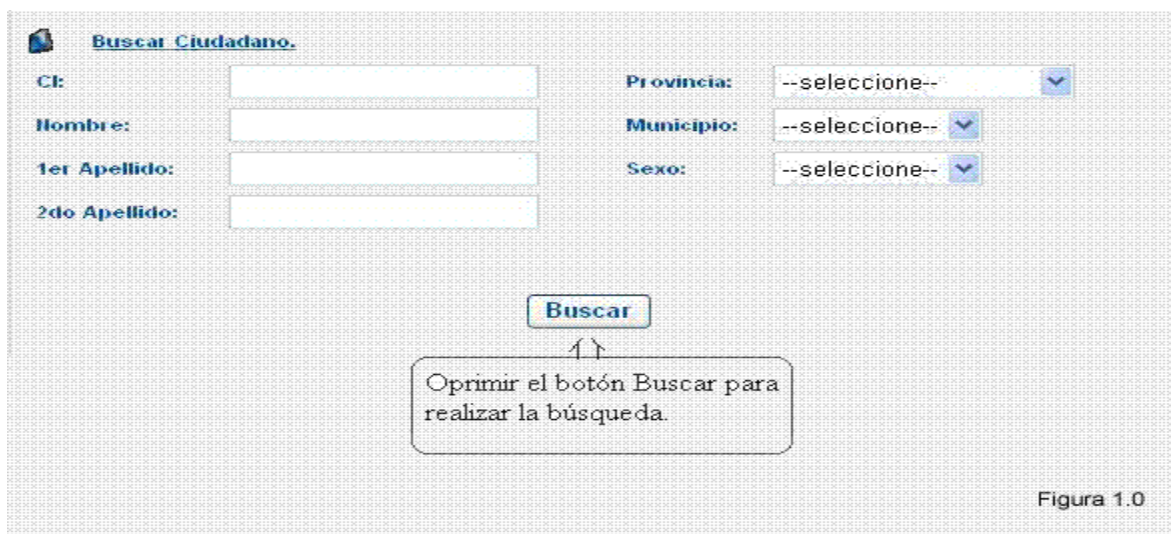 Buscar Ciudadano.
CI:
Provincia: --seleccione--
Nombre:
Municipio: --seleccione--
1er Apellido:
Sexo: --seleccione--
2do Apellido:
Buscar
Oprimir el botón Buscar para
realizar la búsqueda.
Figura 1.0